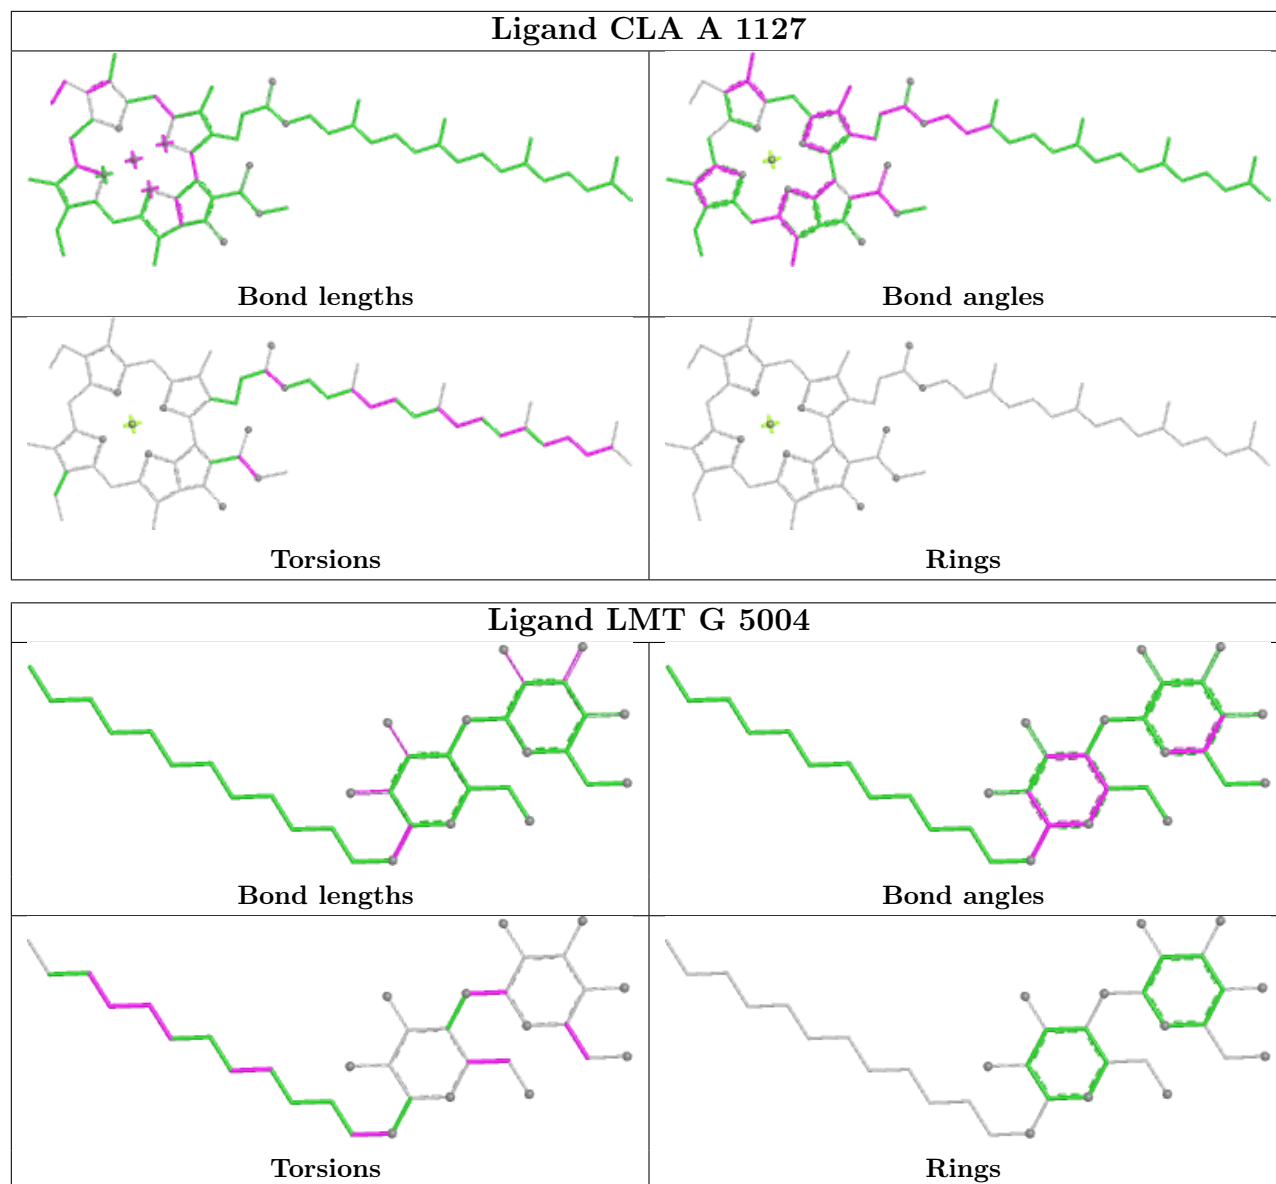 Ligand CLA A 1127
Bond lengths
Bond angles
Torsions
Rings
Ligand LMT G 5004
Bond lengths
Bond angles
Torsions
Rings